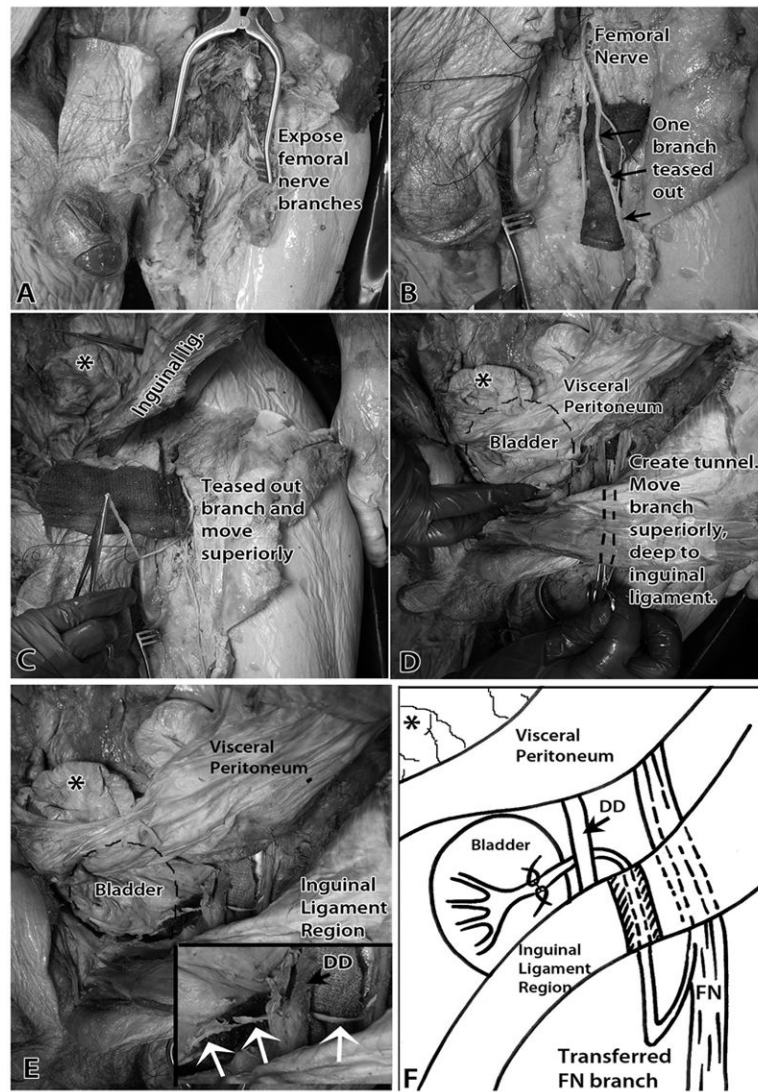 Expose
femoral
nerve
branches
A
Femoral
Nerve
One
branch
teased
out
B
*
Inguinal lig.
Teased out
branch and
move
superiorly
C
*
Visceral
Peritoneum
Bladder
Create tunnel.
Move
branch
superiorly,
deep to
inguinal
ligament.
D
*
Visceral
Peritoneum
Bladder
Inguinal
Ligament
Region
DD
E
*
Visceral
Peritoneum
DD
Bladder
Inguinal
Ligament
Region
FN
Transferred
FN branch
F